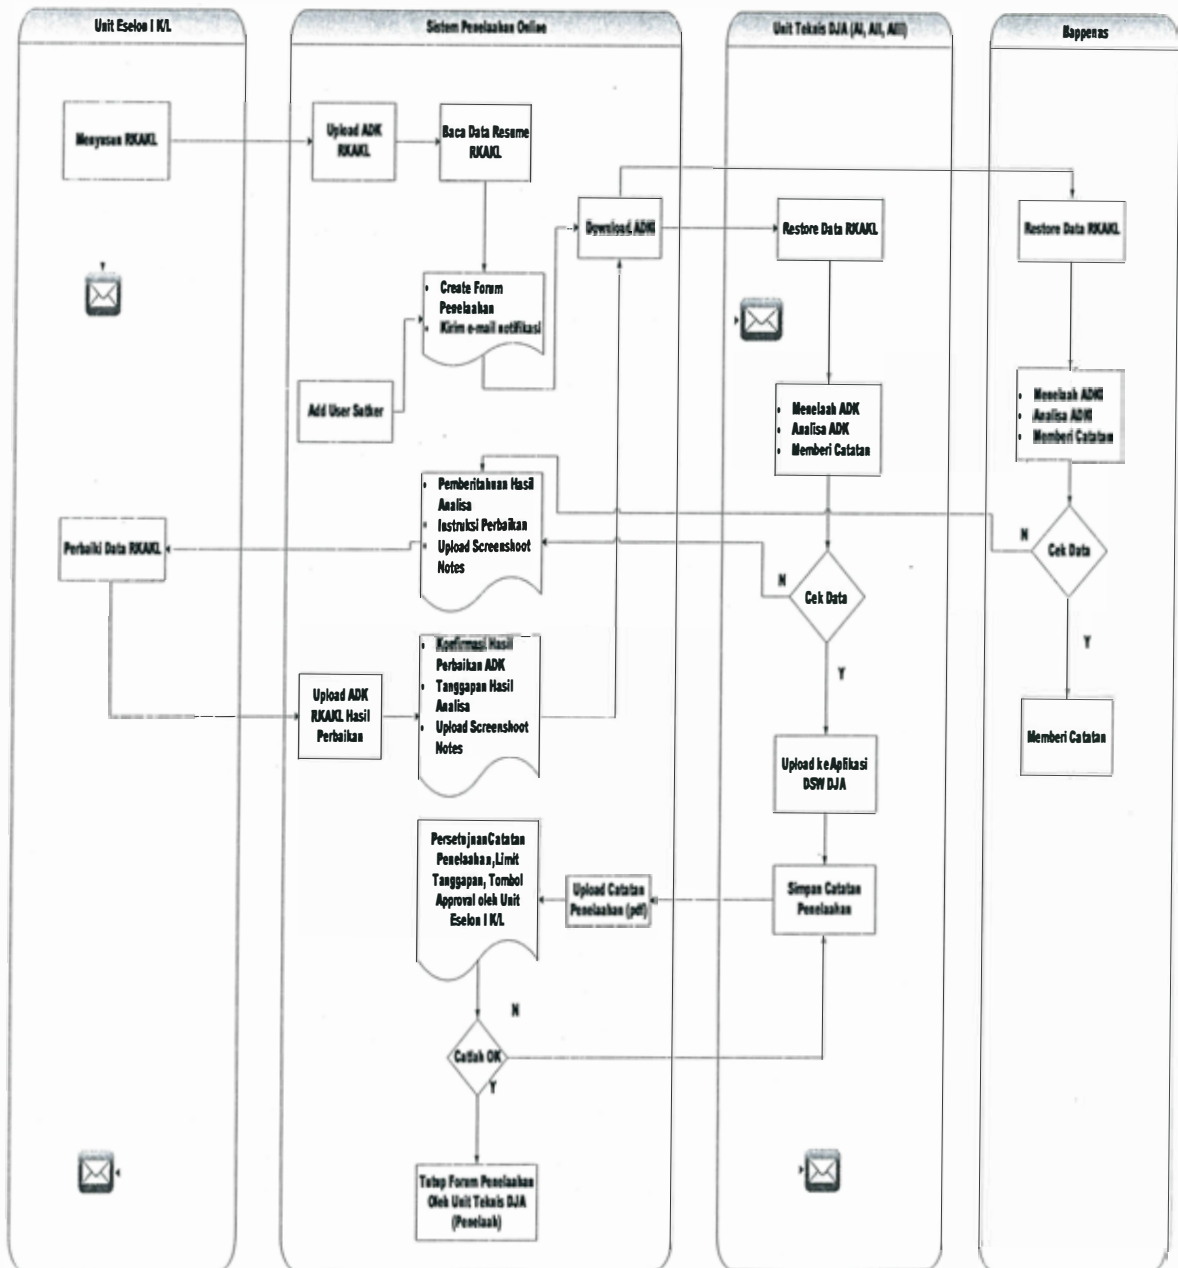 Unit Eselon I K/L
Sistem Penelaahan Online
Unit Teknis DJA (AI, AII, AIII)
Bappenas
Menyusun RKAKL
Upload ADK
RKAKL
Baca Data Resume
RKAKL
Download ADK
Restore Data RKAKL
Restore Data RKAKL
• Create Forum
Penelaahan
• Kirim e-mail notifikasi
Add User Satker
• Menelaah ADK
• Analisa ADK
• Memberi Catatan
• Menelaah ADK
• Analisa ADK
• Memberi Catatan
• Pemberitahuan Hasil
Analisa
• Instruksi Perbaikan
• Upload Screenshoot
Notes
Perbaiki Data RKAKL
N
Cek Data
N
Cek Data
Y
Y
• Konfirmasi Hasil
Perbaikan ADK
• Tanggapan Hasil
Analisa
• Upload Screenshoot
Notes
Upload ADK
RKAKL Hasil
Perbaikan
Memberi Catatan
Upload ke Aplikasi
DSW DJA
Persetujuan Catatan
Penelaahan, Limit
Tanggapan, Tombol
Approval oleh Unit
Eselon I K/L
Upload Catatan
Penelaahan (pdf)
Simpan Catatan
Penelaahan
N
Catlah OK
Y
Tutup Forum Penelaahan
Oleh Unit Teknis DJA
(Penelaah)